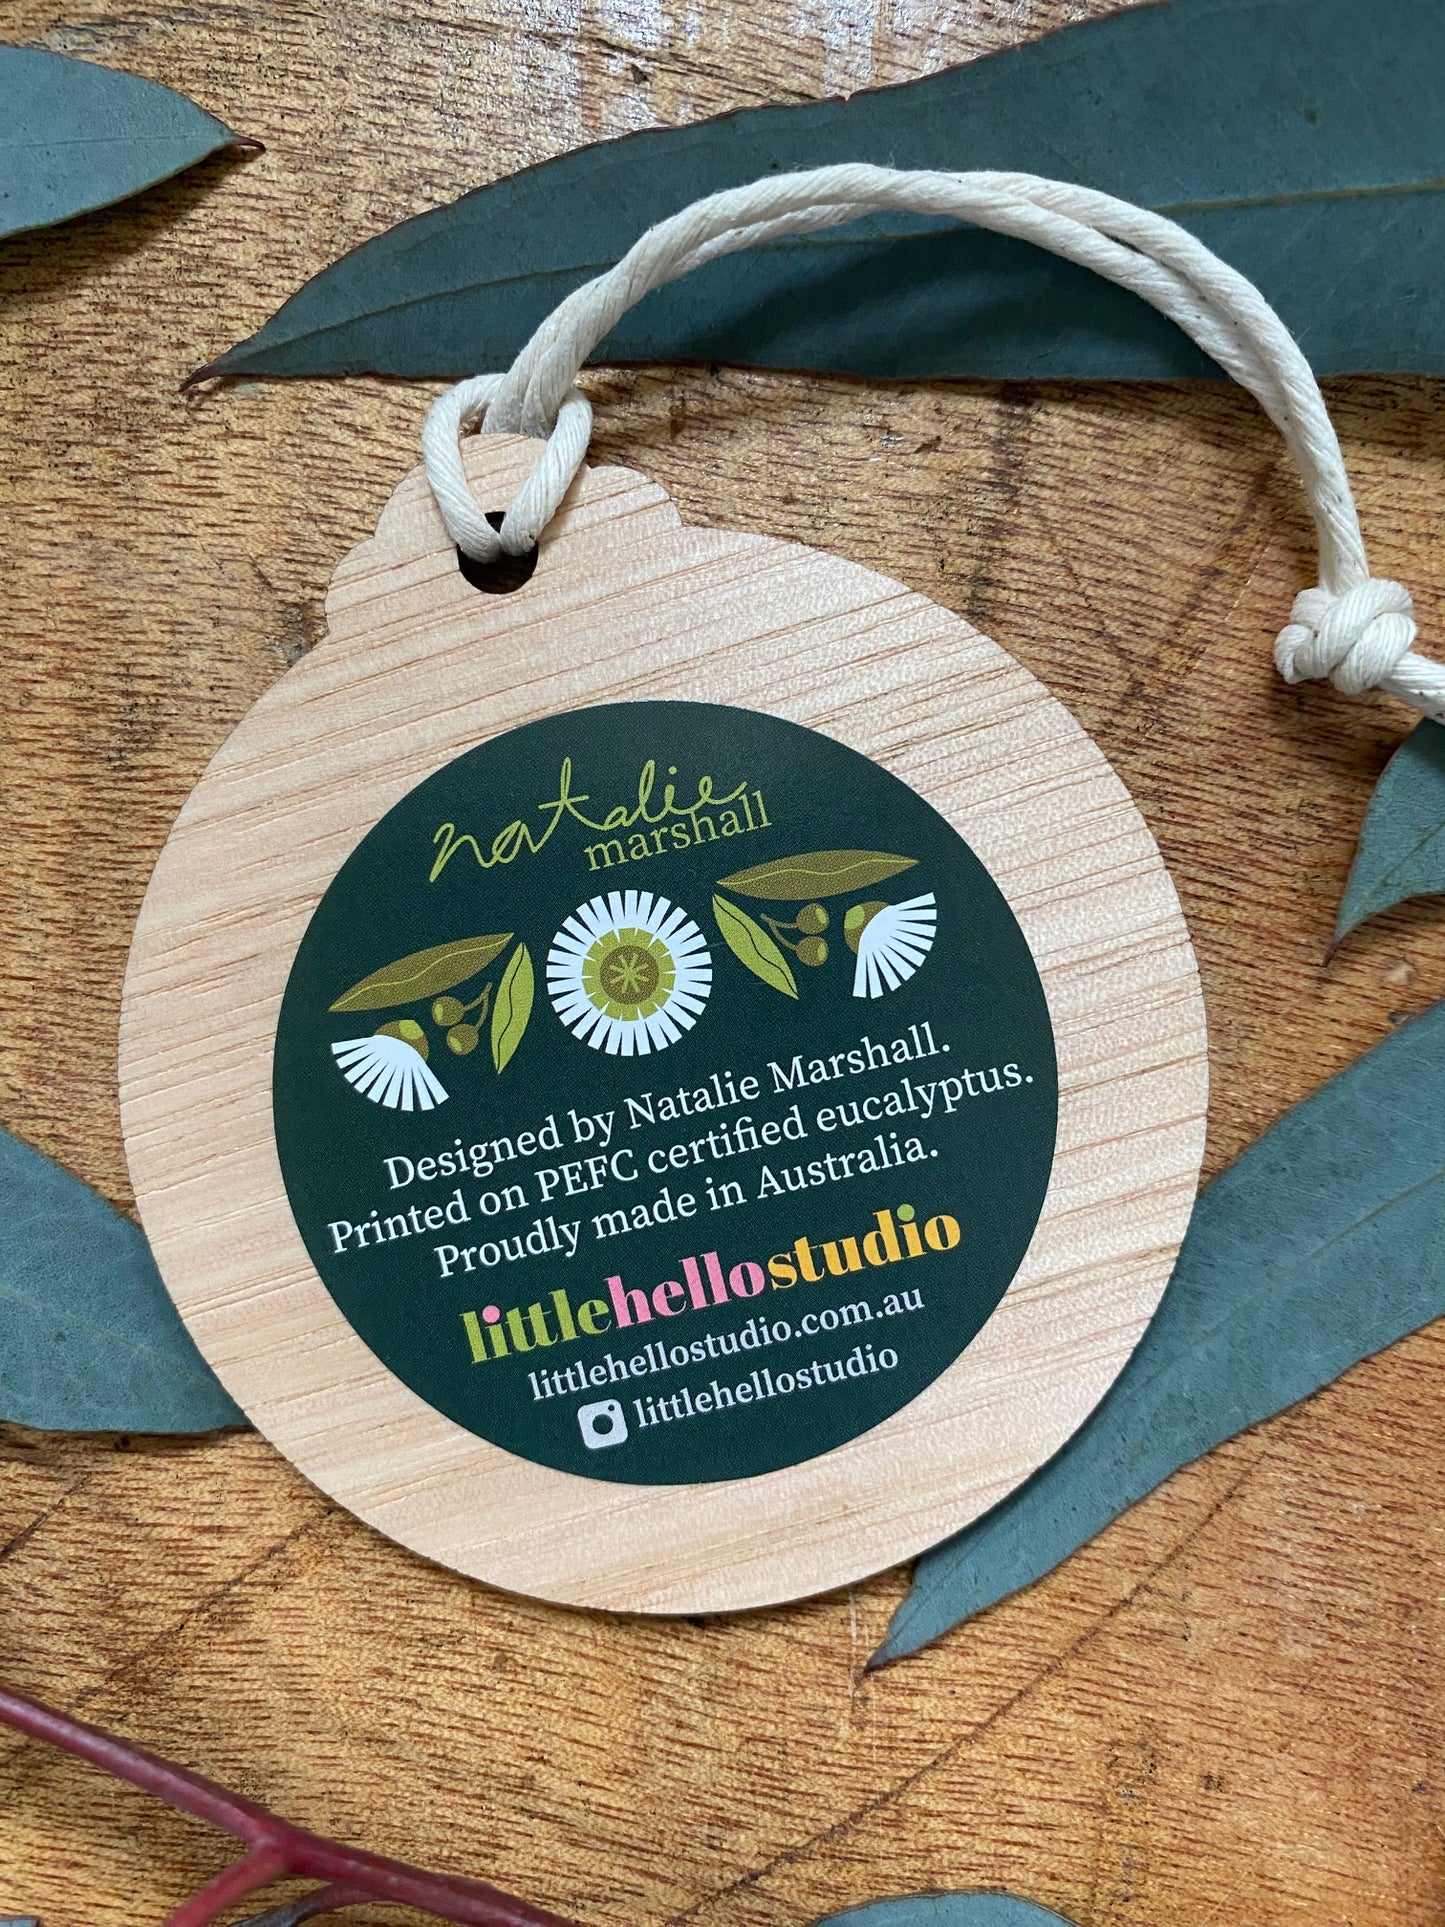 natalie
marshall
Designed by Natalie Marshall.
Printed on PEFC certified eucalyptus.
Proudly made in Australia.
littlehellostudio
littlehellostudio.com.au
littlehellostudio